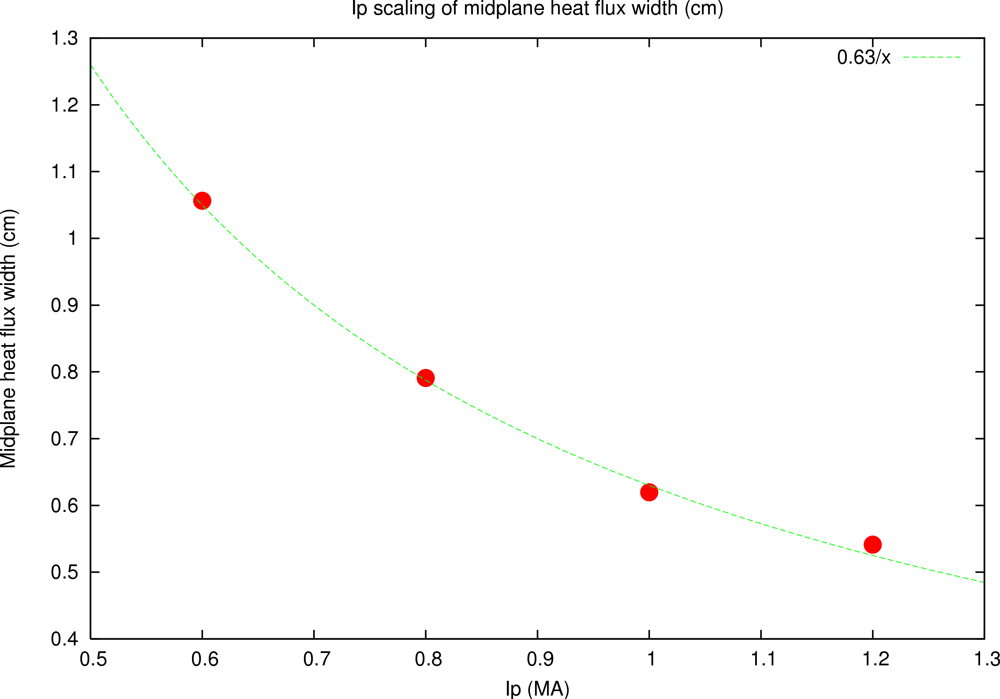 Ip scaling of midplane heat flux width (cm)
1.3
0.63/x
1.2
1.1
1
0.9
0.8
0.7
0.6
0.5
0.4
Midplane heat flux width (cm)
0.5 0.6 0.7 0.8 0.9 1 1.1 1.2 1.3
Ip (MA)